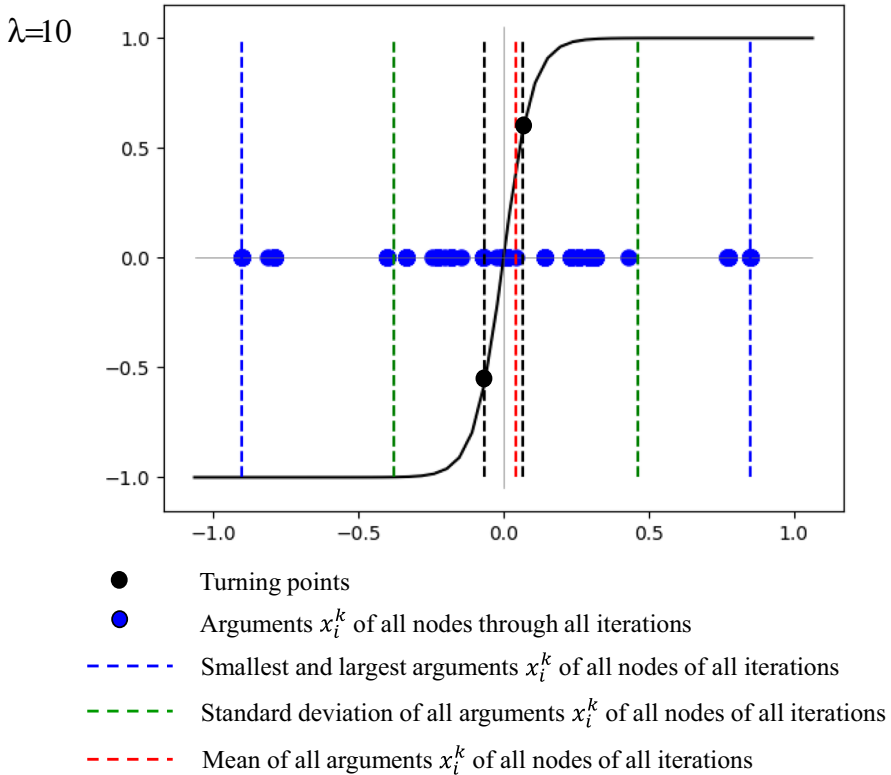 λ=10
1.0
0.5
0.0
−0.5
−1.0
−1.0 −0.5 0.0 0.5 1.0
Turning points
Arguments $x_i^k$ of all nodes through all iterations
Smallest and largest arguments $x_i^k$ of all nodes of all iterations
Standard deviation of all arguments $x_i^k$ of all nodes of all iterations
Mean of all arguments $x_i^k$ of all nodes of all iterations